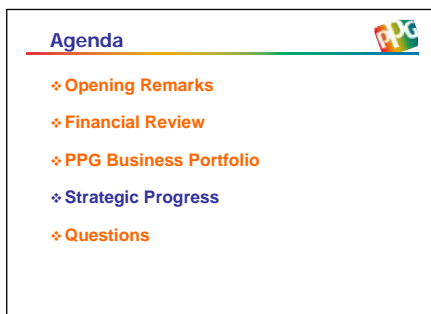 Agenda
PPG
❖ Opening Remarks
❖ Financial Review
❖ PPG Business Portfolio
❖ Strategic Progress
❖ Questions